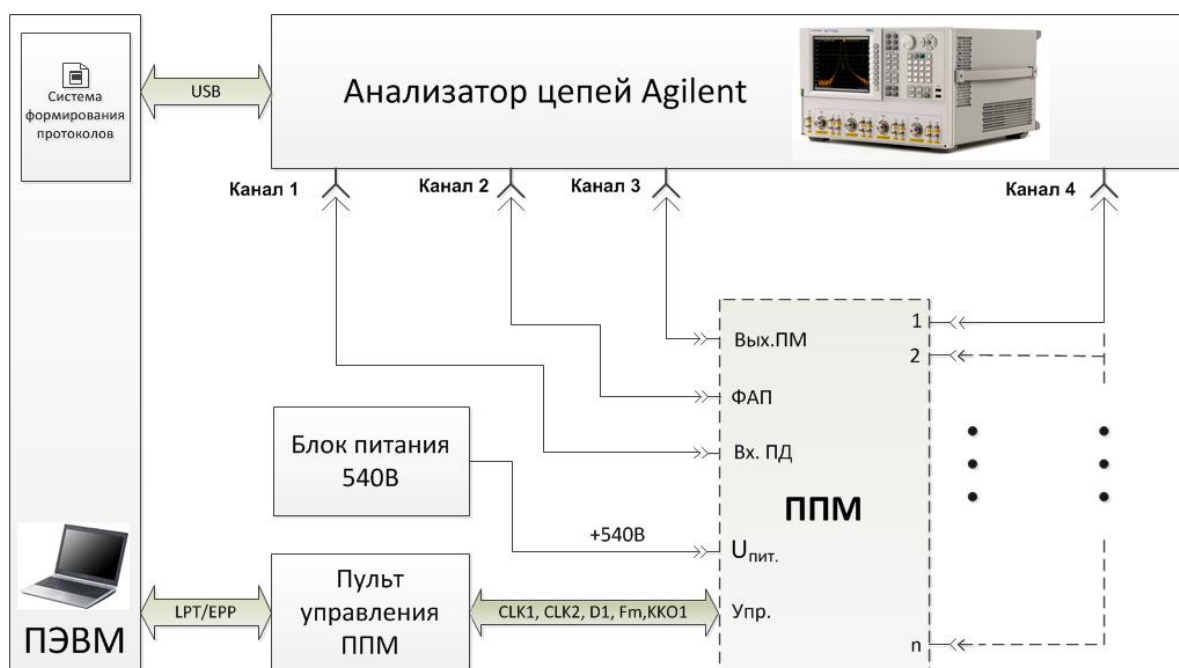 Система
формирования
протоколов
USB
Анализатор цепей Agilent
Канал 1
Канал 2
Канал 3
Канал 4
Вых.ПМ
ФАП
Вх. ПД
ППМ
Uпит.
Упр.
1
2
n
Блок питания
540В
+540В
Пульт
управления
ППМ
LPT/EPP
CLK1, CLK2, D1, Fm,KKO1
ПЭВМ